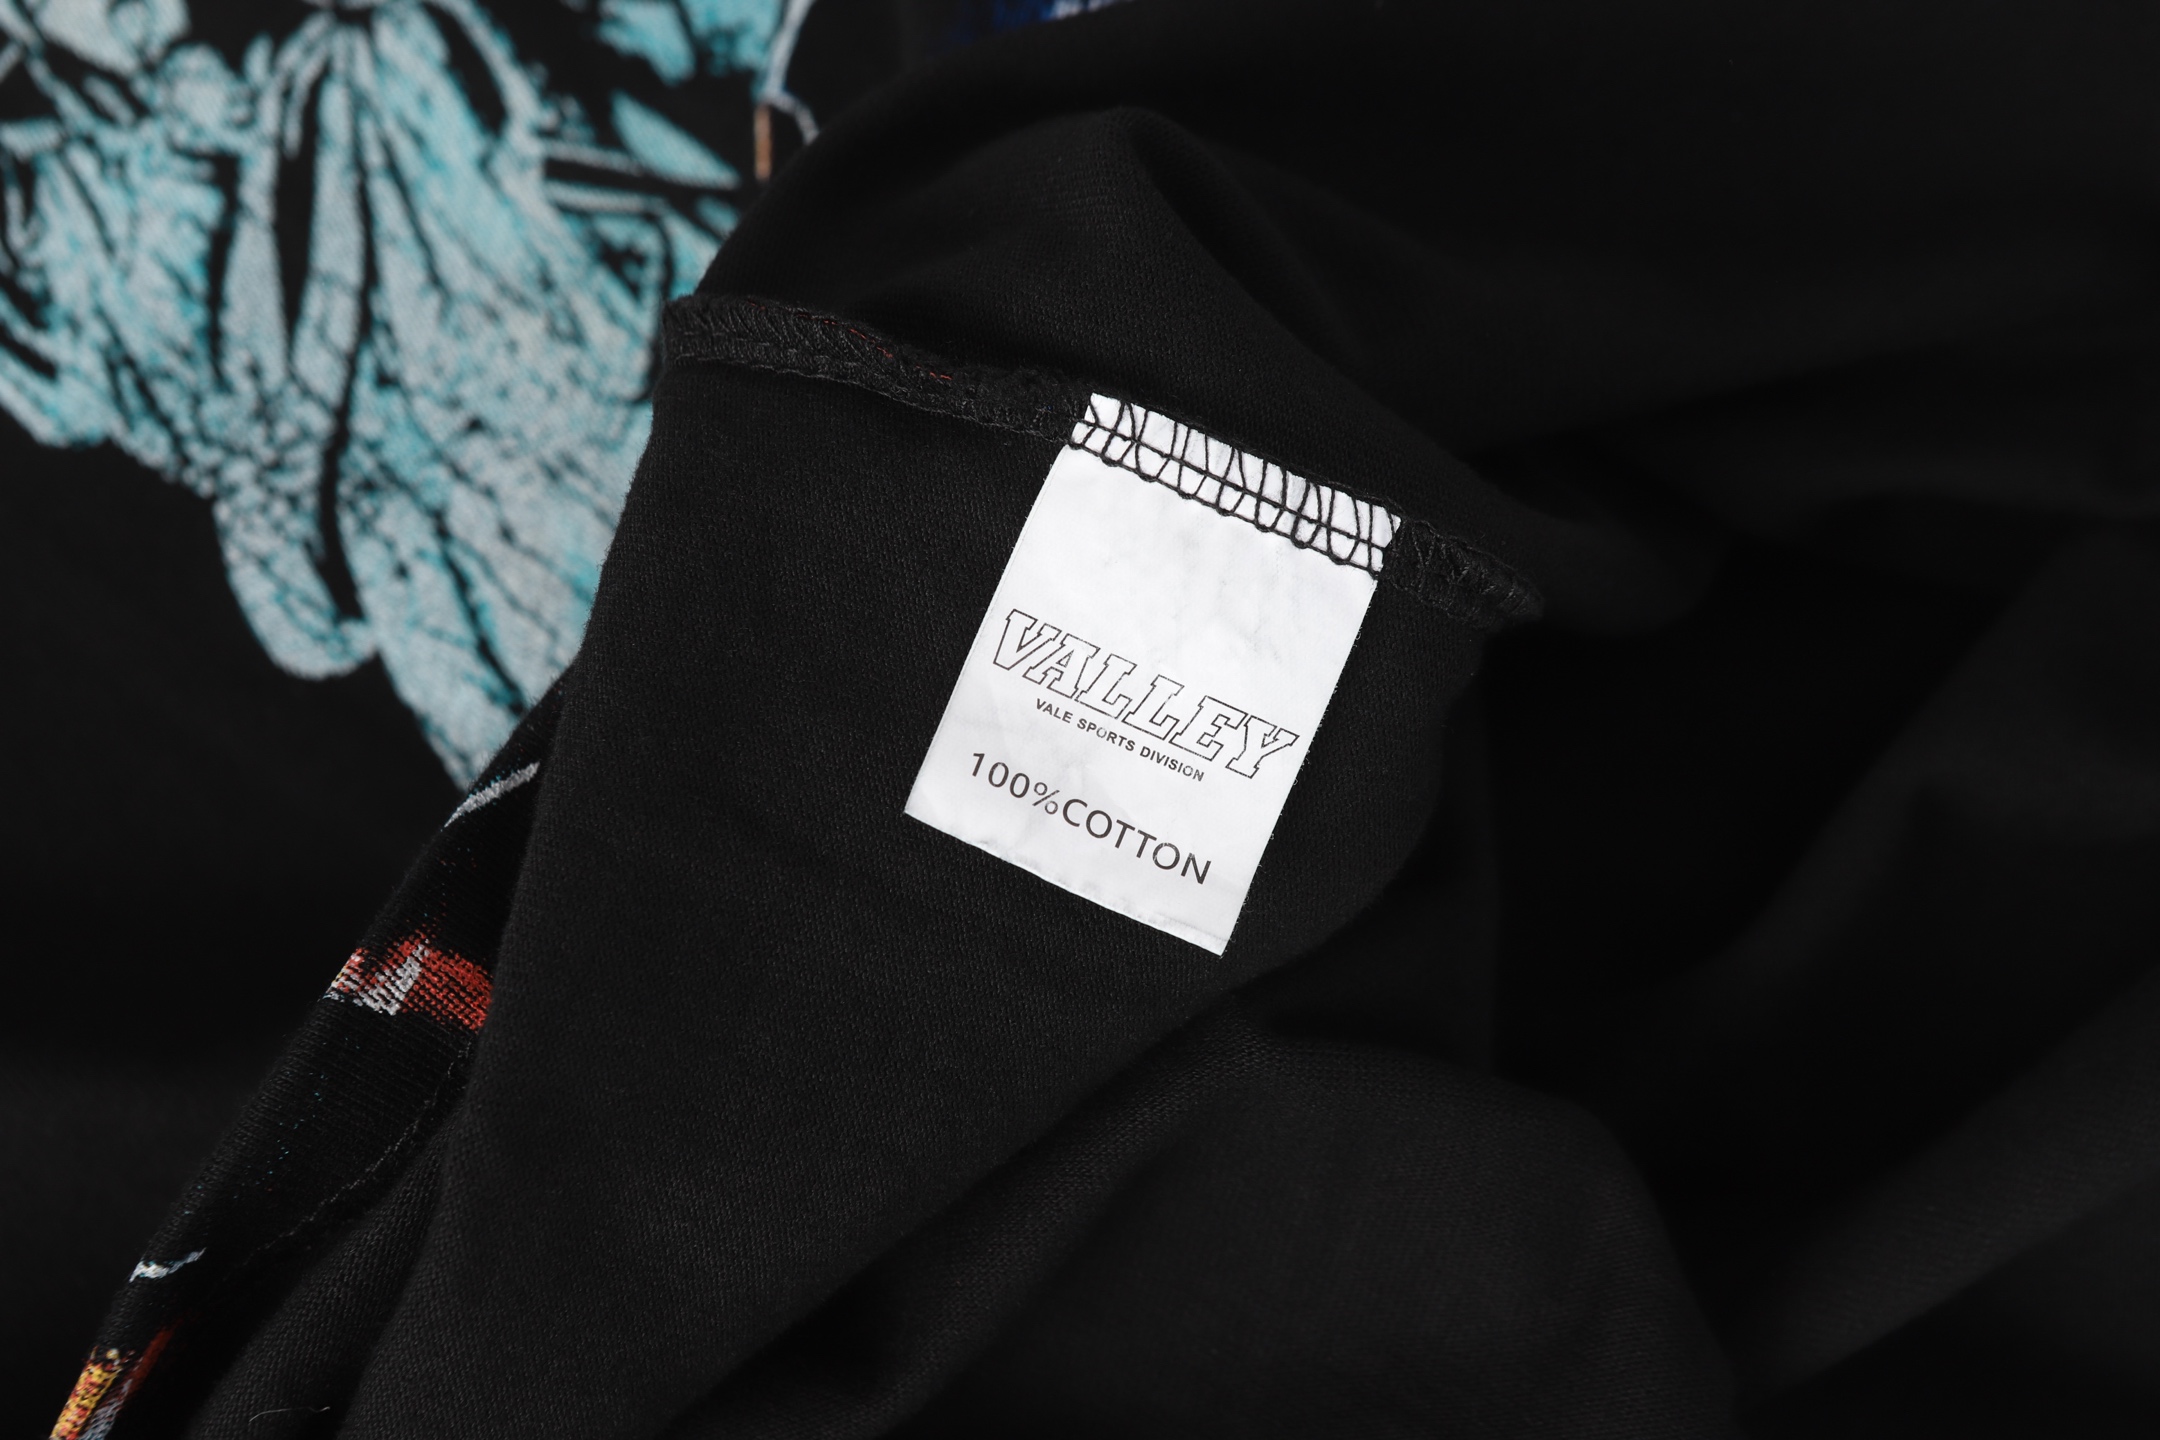 VALLEY
VALE SPORTS DIVISION
100%COTTON